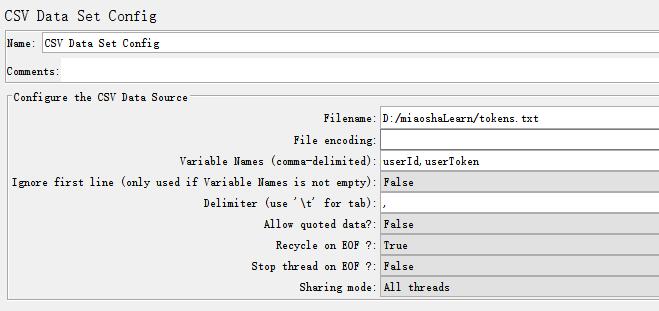 CSV Data Set Config
Name: CSV Data Set Config
Comments:
Configure the CSV Data Source
Filename: D:/miaoshaLearn/tokens.txt
File encoding:
Variable Names (comma-delimited): userId,userToken
Ignore first line (only used if Variable Names is not empty): False
Delimiter (use '\t' for tab): ,
Allow quoted data?: False
Recycle on EOF ?: True
Stop thread on EOF ?: False
Sharing mode: All threads